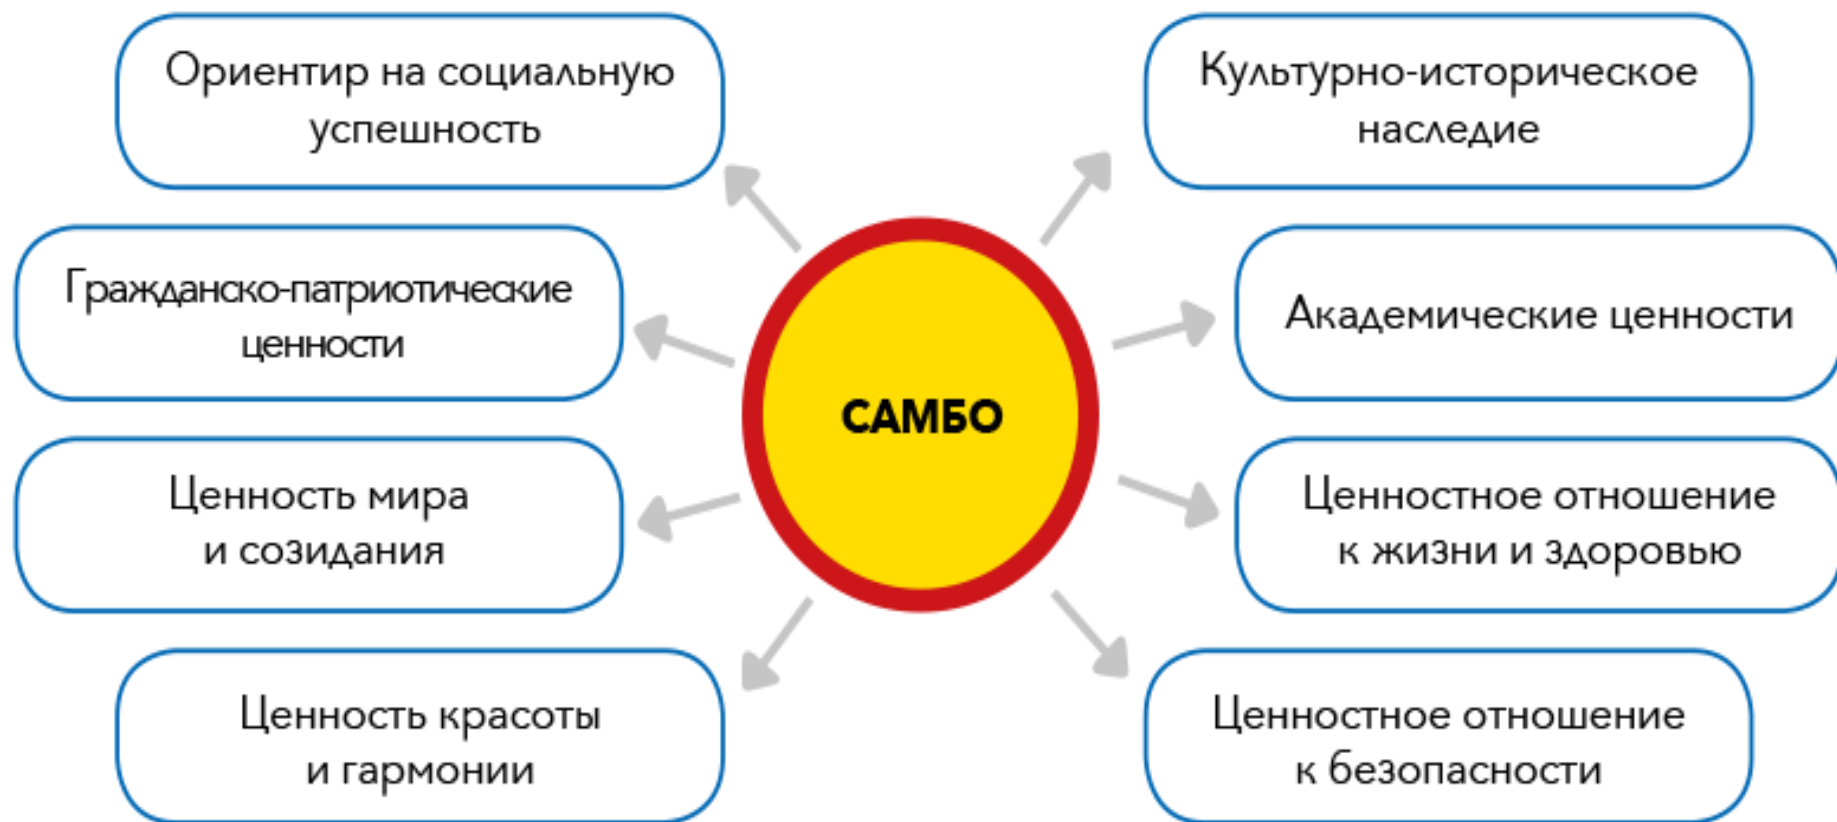 Ориентир на социальную
успешность
Гражданско-патриотические
ценности
Ценность мира
и созидания
Ценность красоты
и гармонии
САМБО
Культурно-историческое
наследие
Академические ценности
Ценностное отношение
к жизни и здоровью
Ценностное отношение
к безопасности